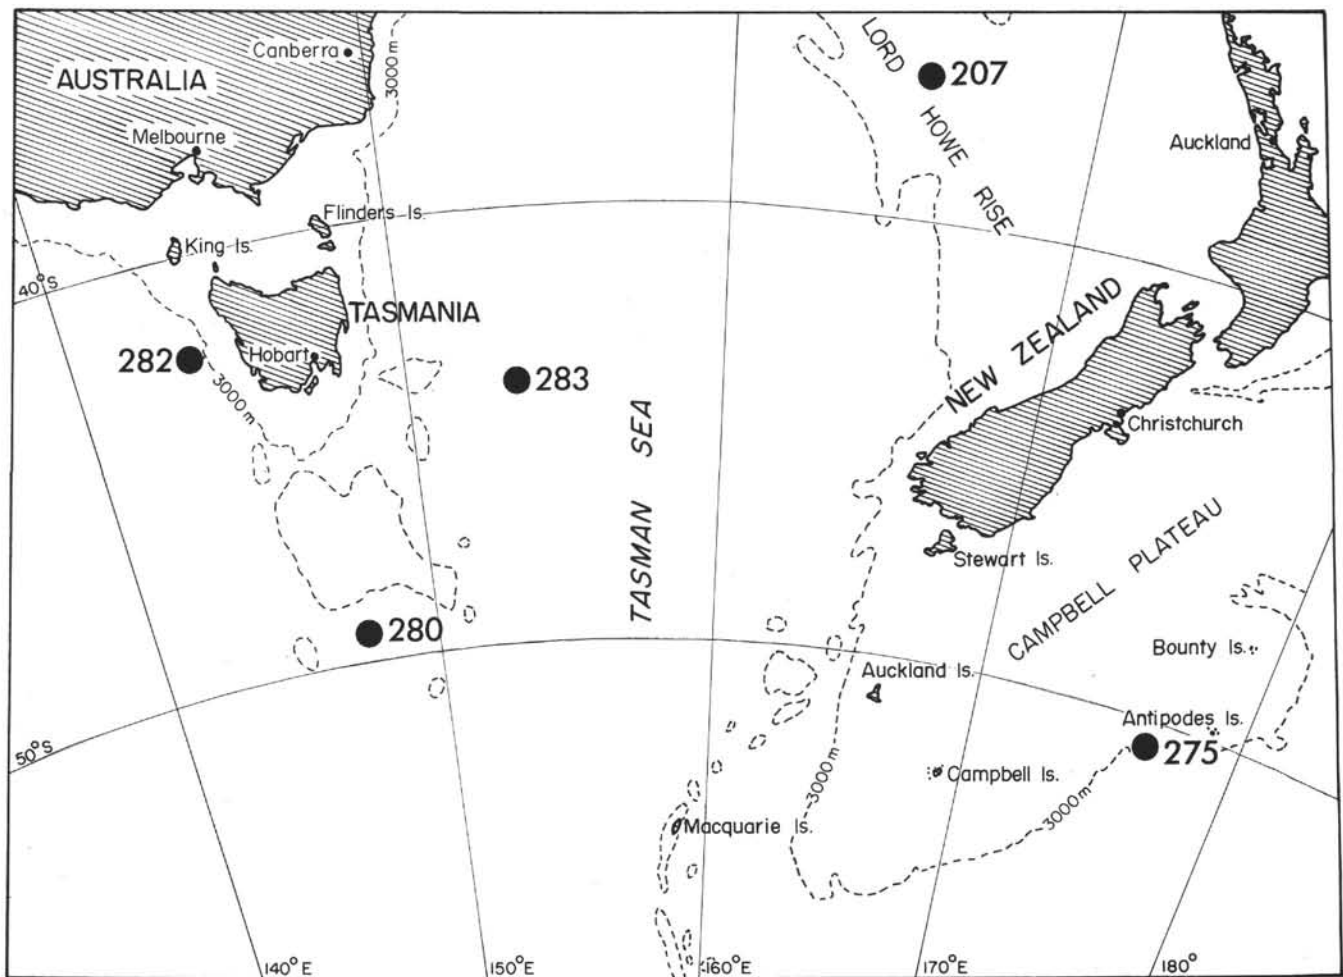 LORD
HOWE
RISE
207
Canberra
3000 m
AUSTRALIA
Melbourne
Auckland
Flinders Is.
King Is.
40°S
TASMANIA
NEW ZEALAND
282
Hobart
283
3000 m
TASMAN SEA
Christchurch
Stewart Is.
CAMPBELL PLATEAU
280
Bounty Is.
Auckland Is.
Antipodes Is.
50°S
275
3000m
Campbell Is.
3000m
Macquarie Is.
140°E
150°E
160°E
170°E
180°